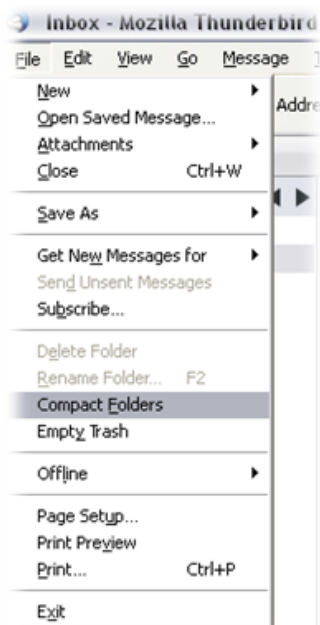 Inbox - Mozilla Thunderbird
File Edit View Go Message
New
Addre
Open Saved Message...
Attachments
Close Ctrl+W
Save As
Get New Messages for
Send Unsent Messages
Subscribe...
Delete Folder
Rename Folder... F2
Compact Folders
Empty Trash
Offline
Page Setup...
Print Preview
Print... Ctrl+P
Exit